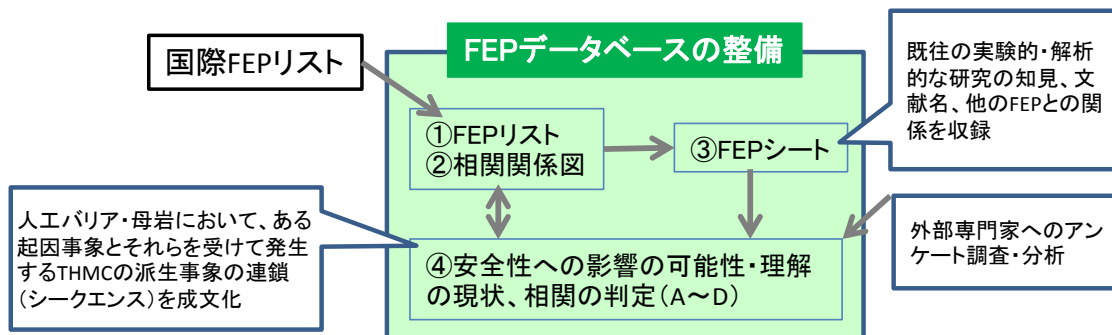 FEPデータベースの整備
国際FEPリスト
既往の実験的・解析
的な研究の知見、文
献名、他のFEPとの関
係を収録
①FEPリスト
②相関関係図
③FEPシート
人工バリア・母岩において、ある
起因事象とそれらを受けて発生
するTHMCの派生事象の連鎖
(シークエンス)を成文化
外部専門家へのアン
ケート調査・分析
④安全性への影響の可能性・理解
の現状、相関の判定(A～D)